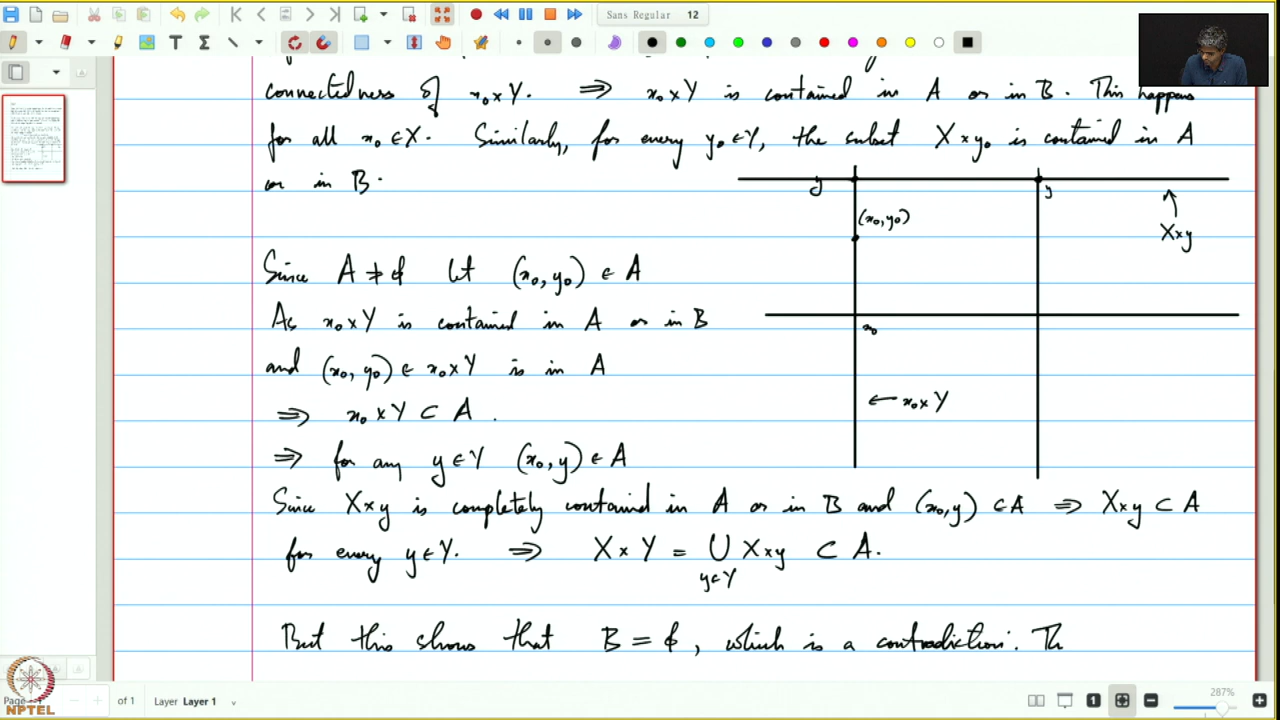 Sans Regular 12
connectedness of x₀×Y. ⇒ x₀×Y is contained in A or in B. This happens
for all x₀ ∈ X. Similarly, for every y₀ ∈ Y, the subset X×y₀ is contained in A
or in B.
y
y
(x₀, y₀)
X×y
Since A ≠ ϕ let (x₀, y₀) ∈ A
As x₀×Y is contained in A or in B
x₀
and (x₀, y₀) ∈ x₀×Y is in A
⇒ x₀×Y ⊂ A.
← x₀×Y
⇒ for any y ∈ Y (x₀, y) ∈ A
Since X×y is completely contained in A or in B and (x₀, y) ∈ A ⇒ X×y ⊂ A
for every y ∈ Y. ⇒ X×Y = ∪ X×y ⊂ A.
y∈Y
But this shows that B = ϕ, which is a contradiction. Th
NPTEL
Page
of 1
Layer Layer 1
287%